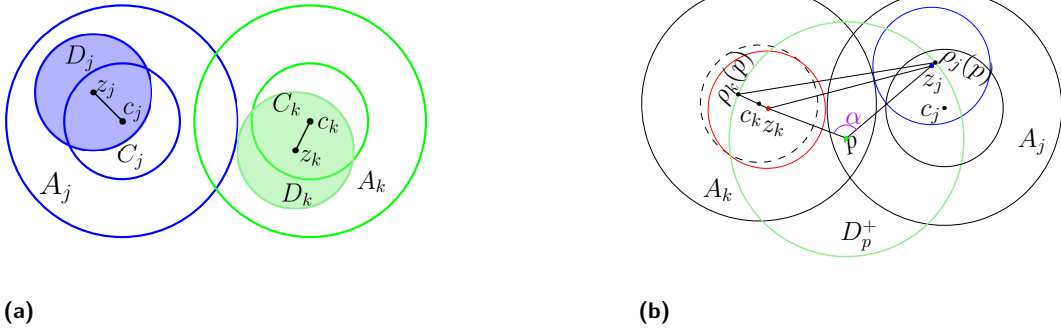 D_j
z_j
c_j
C_j
A_j
C_k
c_k
z_k
D_k
A_k
(a)
ρ_k(p)
c_k
z_k
A_k
α
p
D_p^+
ρ_j(p)
z_j
c_j
A_j
(b)